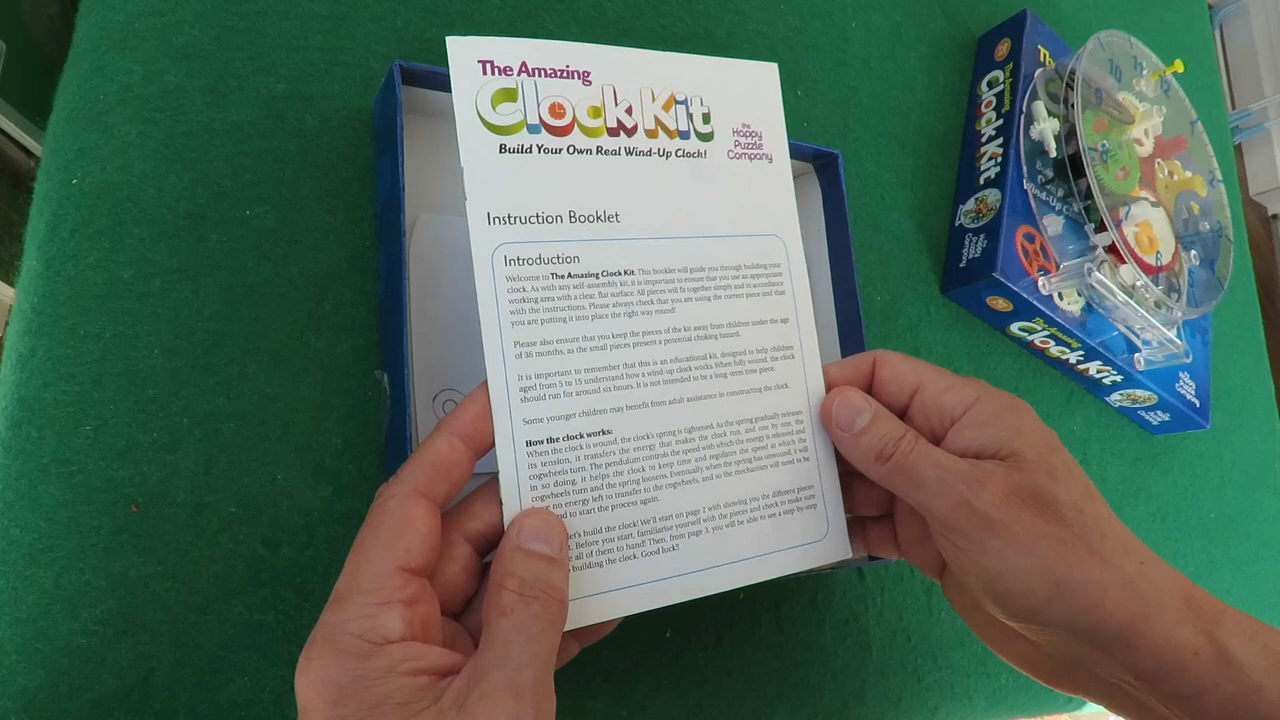 The Amazing
Clock Kit
Build Your Own Real Wind-Up Clock!
the
Happy
Puzzle
Company
Instruction Booklet
Introduction
Welcome to The Amazing Clock Kit. This booklet will guide you through building your
clock. As with any self-assembly kit, it is important to ensure that you use an appropriate
working area with a clear, flat surface. All pieces will fit together simply and in accordance
with the instructions. Please always check that you are using the correct piece and that
you are putting it into place the right way round!
Please also ensure that you keep the pieces of the kit away from children under the age
of 36 months, as the small pieces present a potential choking hazard.
It is important to remember that this is an educational kit, designed to help children
aged from 5 to 15 understand how a wind-up clock works. When fully wound, the clock
should run for around six hours. It is not intended to be a long-term time piece.
Some younger children may benefit from adult assistance in constructing the clock.
How the clock works:
When the clock is wound, the clock's spring is tightened. As the spring gradually releases
its tension, it transfers the energy that makes the clock run, and one by one, the
cogwheels turn. The pendulum controls the speed with which the energy is released and
in so doing, it helps the clock to keep time and regulates the speed at which the
cogwheels turn and the spring loosens. Eventually, when the spring has unwound, it will
have no energy left to transfer to the cogwheels, and so the mechanism will need to be
to start the process again.
let's build the clock! We'll start on page 2 with showing you the different pieces
Before you start, familiarise yourself with the pieces and check to make sure
all of them to hand! Then, from page 3, you will be able to see a step-by-step
building the clock. Good luck!!
The Amazing
Clock Kit
Wind-Up
the
Happy
Puzzle
Company
10
11
12
The Amazing
Clock Kit